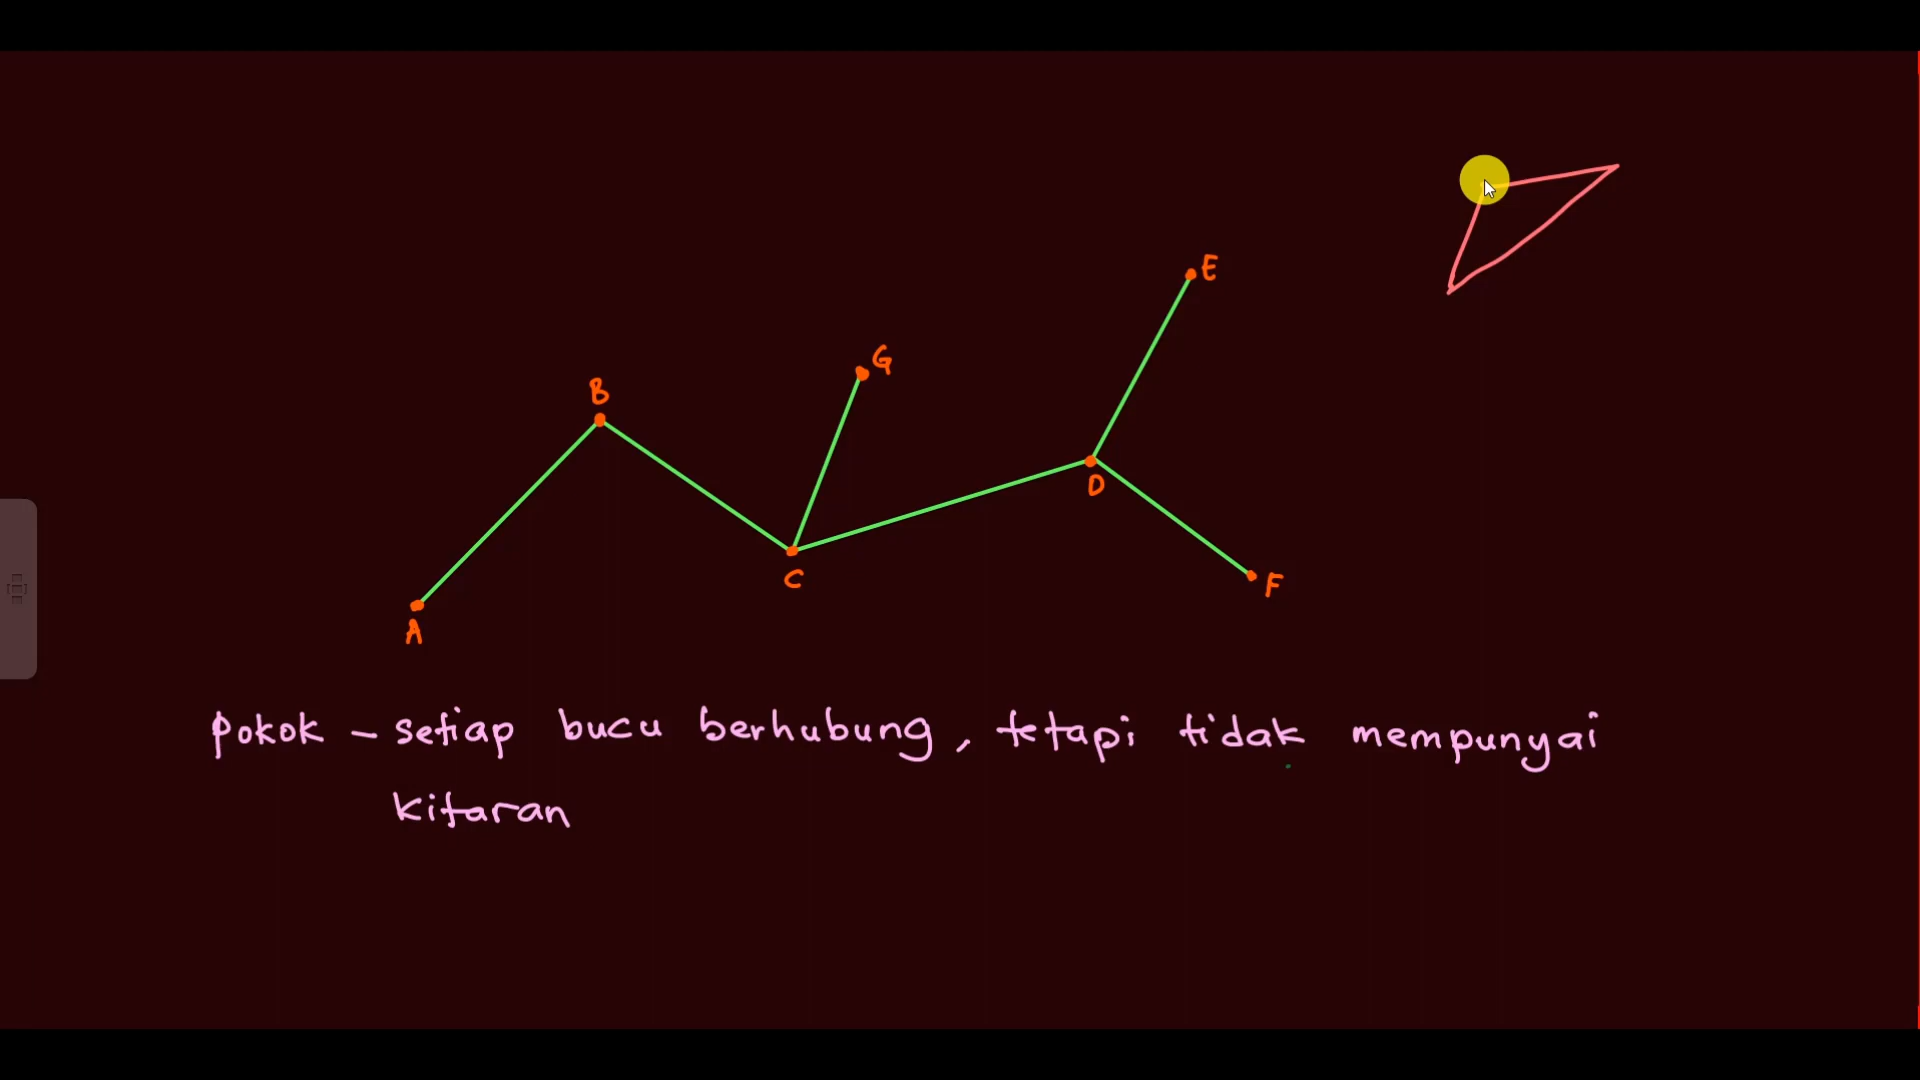 E
G
B
D
C
F
A
Pokok - setiap bucu berhubung, tetapi tidak mempunyai
kitaran